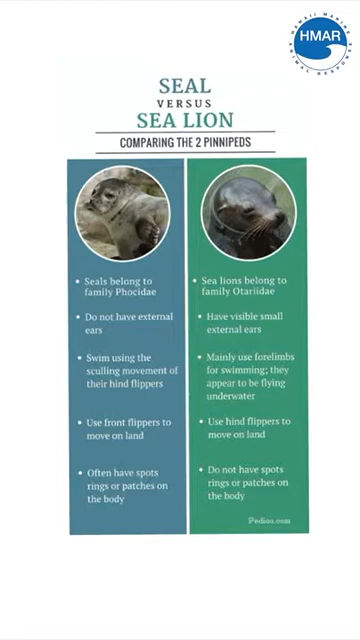 HAWAII MARINE
HMAR
ANIMAL RESPONSE
SEAL
VERSUS
SEA LION
COMPARING THE 2 PINNIPEDS
• Seals belong to
family Phocidae
• Do not have external
ears
• Swim using the
sculling movement of
their hind flippers
• Use front flippers to
move on land
• Often have spots
rings or patches on
the body
• Sea lions belong to
family Otariidae
• Have visible small
external ears
• Mainly use forelimbs
for swimming; they
appear to be flying
underwater
• Use hind flippers to
move on land
• Do not have spots
rings or patches on
the body
Pediaa.com